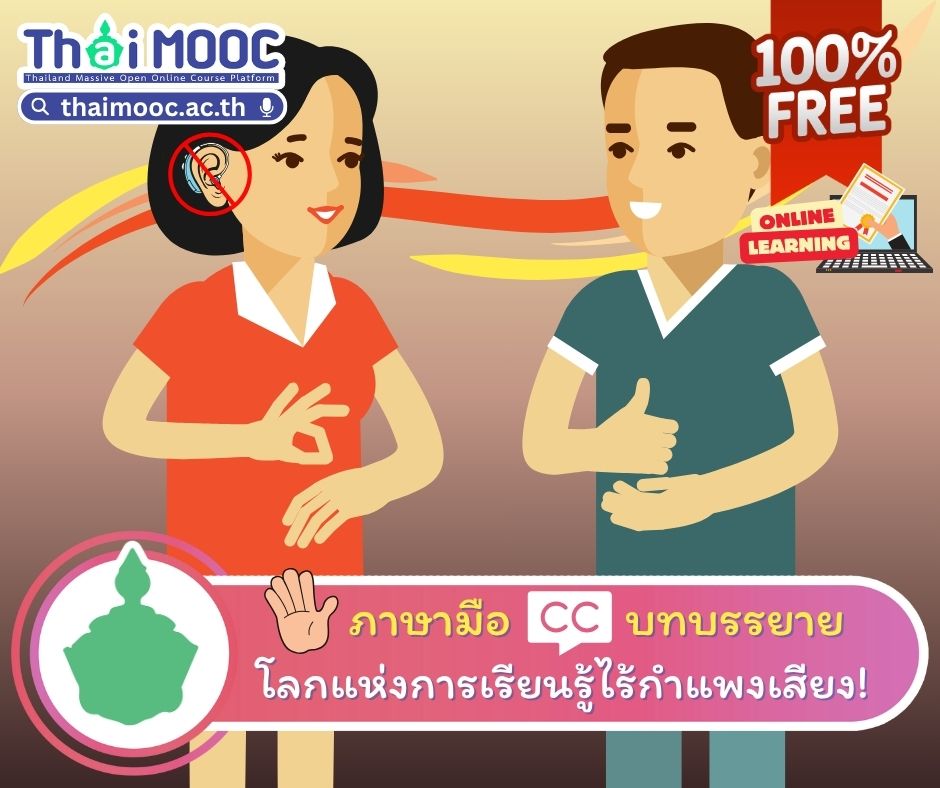 Thai MOOC
Thailand Massive Open Online Course Platform
thaimooc.ac.th
100%
FREE
ONLINE
LEARNING
ภาษามือ CC บทบรรยาย
โลกแห่งการเรียนรู้ไร้กำแพงเสียง!